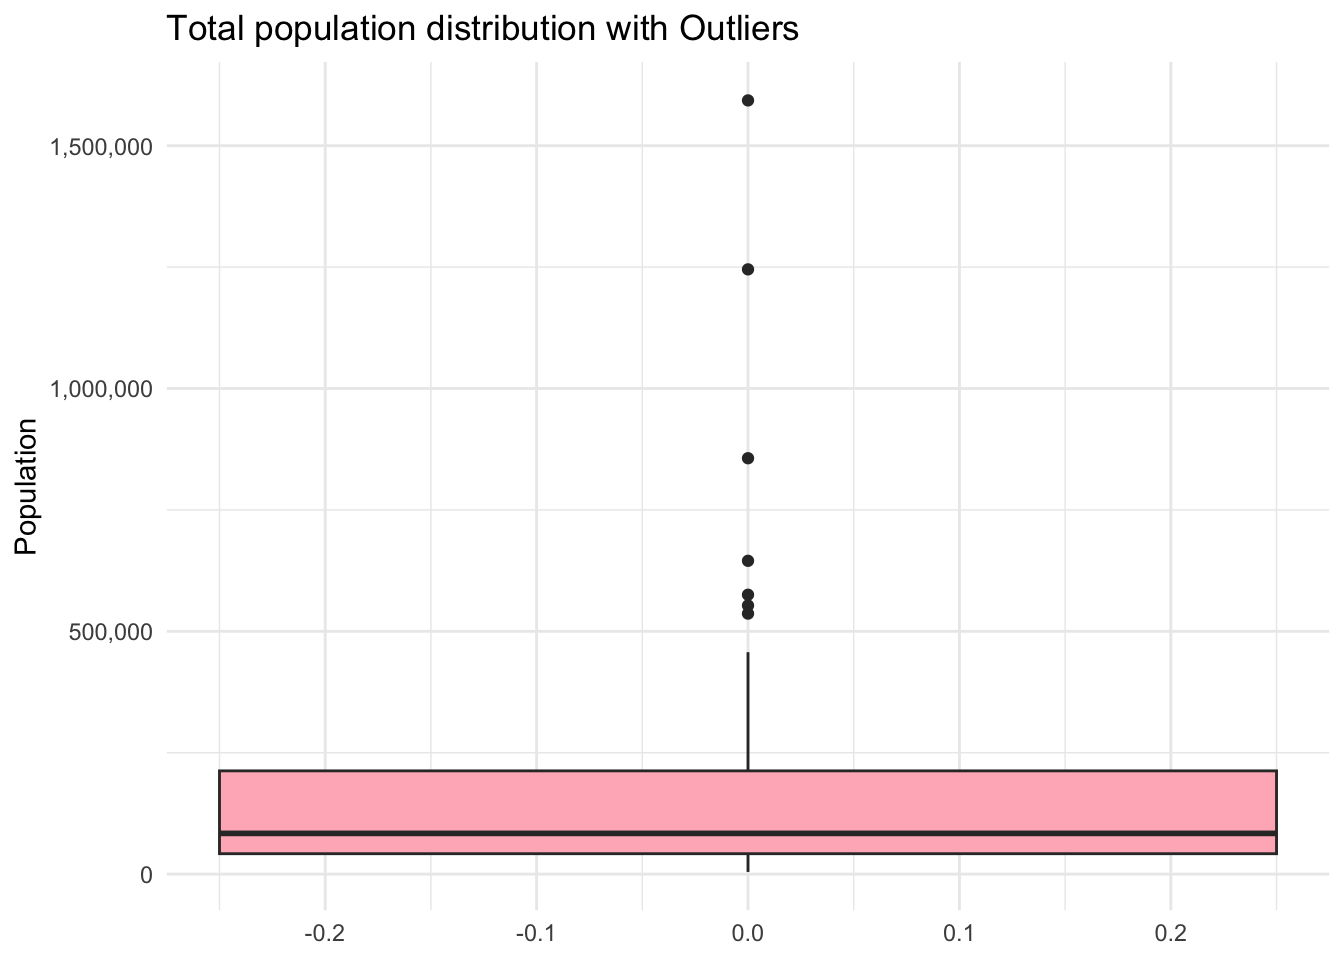 Total population distribution with Outliers
Population
1,500,000
1,000,000
500,000
0
-0.2 -0.1 0.0 0.1 0.2